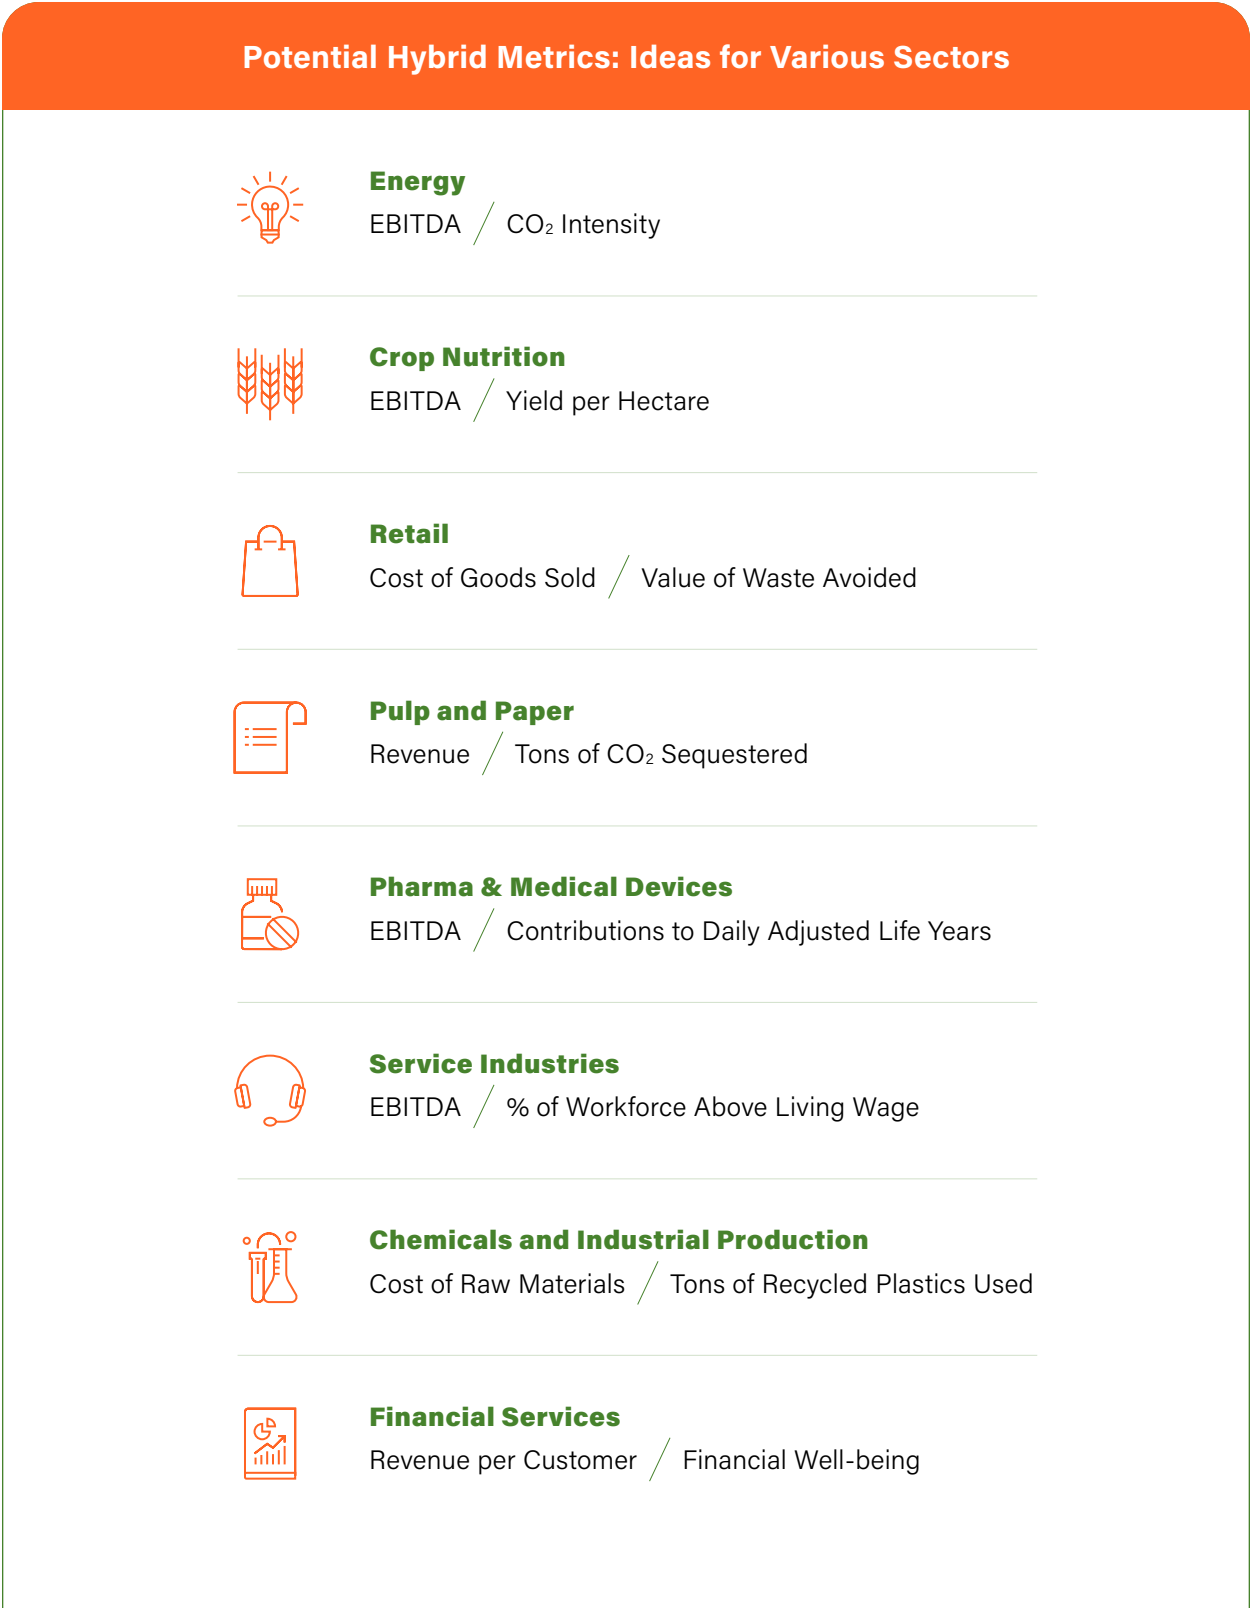 Potential Hybrid Metrics: Ideas for Various Sectors
Energy
EBITDA / CO₂ Intensity
Crop Nutrition
EBITDA / Yield per Hectare
Retail
Cost of Goods Sold / Value of Waste Avoided
Pulp and Paper
Revenue / Tons of CO₂ Sequestered
Pharma & Medical Devices
EBITDA / Contributions to Daily Adjusted Life Years
Service Industries
EBITDA / % of Workforce Above Living Wage
Chemicals and Industrial Production
Cost of Raw Materials / Tons of Recycled Plastics Used
Financial Services
Revenue per Customer / Financial Well-being